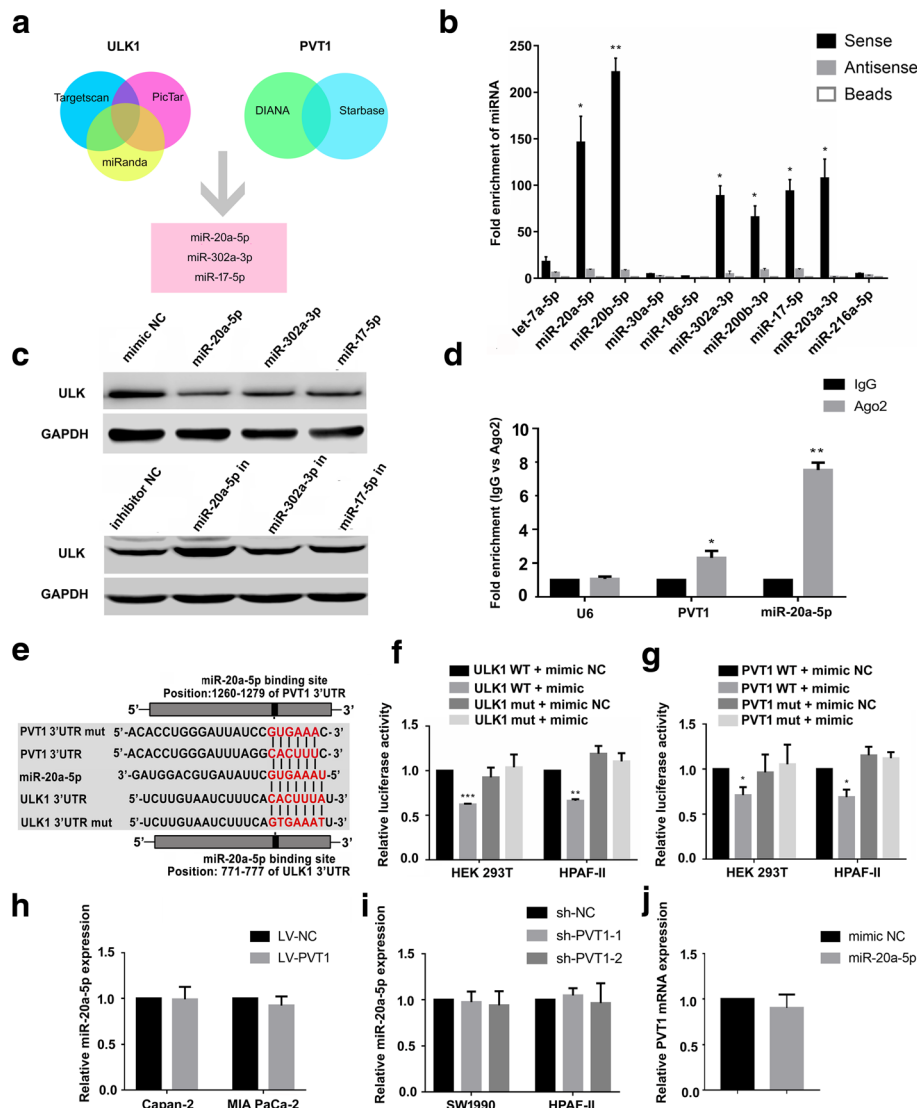 a
ULK1
PVT1
Targetscan
PicTar
miRanda
DIANA
Starbase
miR-20a-5p
miR-302a-3p
miR-17-5p
b
Sense
Antisense
Beads
Fold enrichment of miRNA
250
200
150
100
50
0
*
**
*
*
*
*
let-7a-5p
miR-20a-5p
miR-20b-5p
miR-30a-5p
miR-186-5p
miR-302a-3p
miR-200b-3p
miR-17-5p
miR-203a-3p
miR-216a-5p
c
mimic NC
miR-20a-5p
miR-302a-3p
miR-17-5p
ULK
GAPDH
inhibitor NC
miR-20a-5p in
miR-302a-3p in
miR-17-5p in
ULK
GAPDH
d
IgG
Ago2
Fold enrichment (IgG vs Ago2)
10
8
6
4
2
0
*
**
U6
PVT1
miR-20a-5p
e
miR-20a-5p binding site
Position:1260-1279 of PVT1 3'UTR
5'- -3'
PVT1 3'UTR mut 5'-ACACCUGGGAUUAUCCGUGAAAC-3'
PVT1 3'UTR 5'-ACACCUGGGAUUUAGGCACUUUC-3'
miR-20a-5p 3'-GAUGGACGUGAUAUUCGUGAAAU-5'
ULK1 3'UTR 5'-UCUUGUAAUCUUUCACACUUUAU-3'
ULK1 3'UTR mut 5'-UCUUGUAAUCUUUCAGTGAAATU-3'
5'- -3'
miR-20a-5p binding site
Position: 771-777 of ULK1 3'UTR
f
ULK1 WT + mimic NC
ULK1 WT + mimic
ULK1 mut + mimic NC
ULK1 mut + mimic
Relative luciferase activity
1.5
1.0
0.5
0.0
***
**
HEK 293T
HPAF-II
g
PVT1 WT + mimic NC
PVT1 WT + mimic
PVT1 mut + mimic NC
PVT1 mut + mimic
Relative luciferase activity
1.5
1.0
0.5
0.0
*
*
HEK 293T
HPAF-II
h
LV-NC
LV-PVT1
Relative miR-20a-5p expression
1.5
1.0
0.5
0.0
Capan-2
MIA PaCa-2
i
sh-NC
sh-PVT1-1
sh-PVT1-2
Relative miR-20a-5p expression
1.5
1.0
0.5
0.0
SW1990
HPAF-II
j
mimic NC
miR-20a-5p
Relative PVT1 mRNA expression
1.5
1.0
0.5
0.0